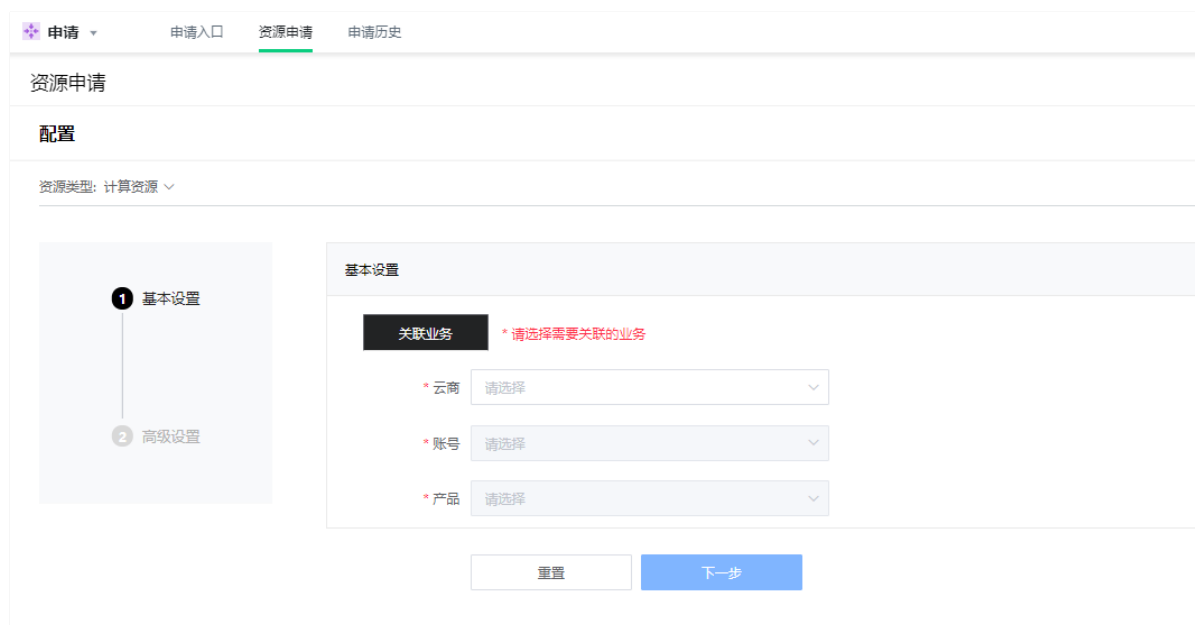 申请 申请入口 资源申请 申请历史
资源申请
配置
资源类型: 计算资源
基本设置
1 基本设置
关联业务 * 请选择需要关联的业务
* 云商 请选择
2 高级设置
* 账号 请选择
* 产品 请选择
重置 下一步